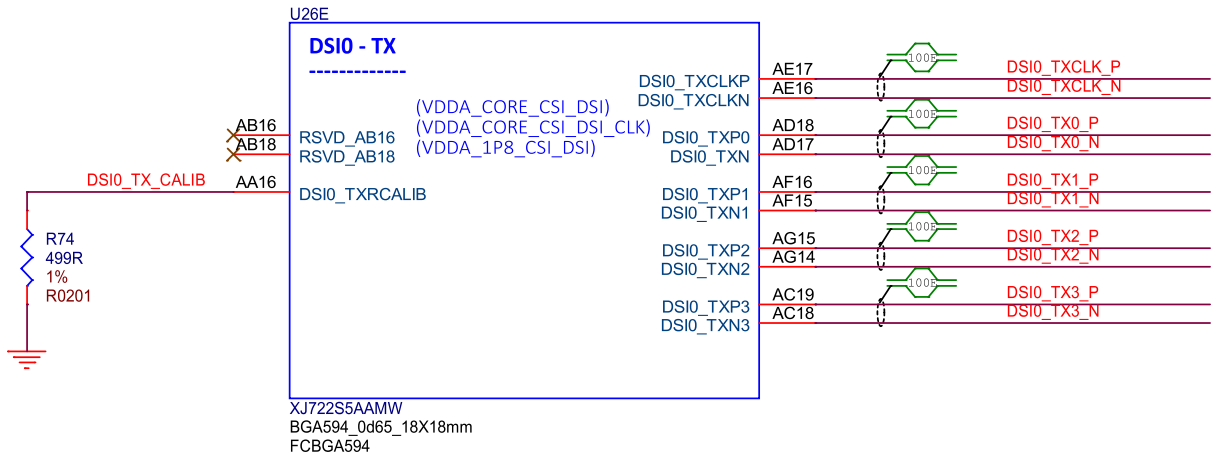 U26E
DSI0 - TX
-------------
(VDDA_CORE_CSI_DSI)
(VDDA_CORE_CSI_DSI_CLK)
(VDDA_1P8_CSI_DSI)
AB16
RSVD_AB16
AB18
RSVD_AB18
DSI0_TX_CALIB
AA16
DSI0_TXRCALIB
R74
499R
1%
R0201
DSI0_TXCLKP
AE17
100E
DSI0_TXCLK_P
DSI0_TXCLKN
AE16
DSI0_TXCLK_N
DSI0_TXP0
AD18
100E
DSI0_TX0_P
DSI0_TXN
AD17
DSI0_TX0_N
DSI0_TXP1
AF16
100E
DSI0_TX1_P
DSI0_TXN1
AF15
DSI0_TX1_N
DSI0_TXP2
AG15
100E
DSI0_TX2_P
DSI0_TXN2
AG14
DSI0_TX2_N
DSI0_TXP3
AC19
100E
DSI0_TX3_P
DSI0_TXN3
AC18
DSI0_TX3_N
XJ722S5AAMW
BGA594_0d65_18X18mm
FCBGA594